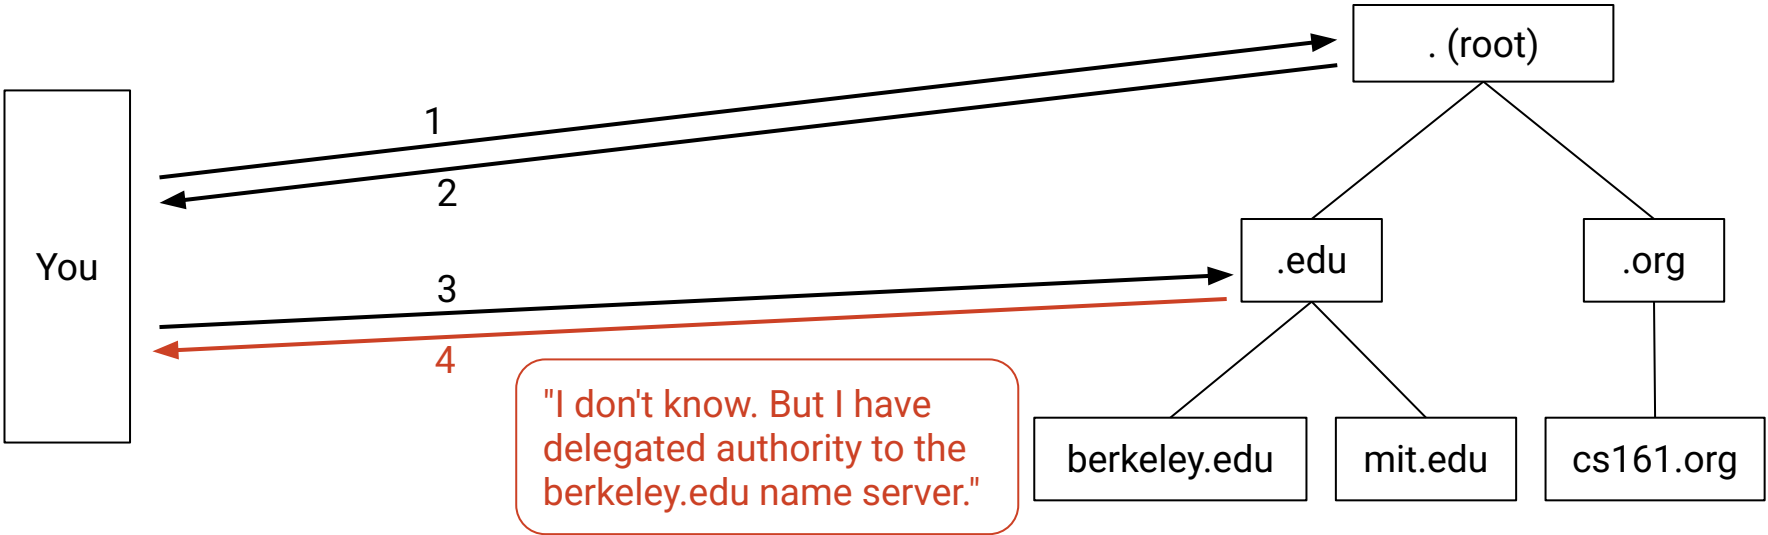 . (root)
1
2
You
.edu
.org
3
4
"I don't know. But I have
delegated authority to the
berkeley.edu name server."
berkeley.edu
mit.edu
cs161.org